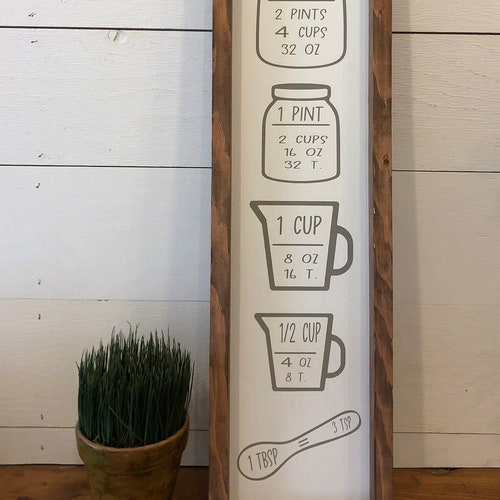 2 PINTS
4 CUPS
32 OZ
1 PINT
2 CUPS
16 OZ
32 T.
1 CUP
8 OZ
16 T.
1/2 CUP
4 OZ
8 T.
1 TBSP = 3 TSP